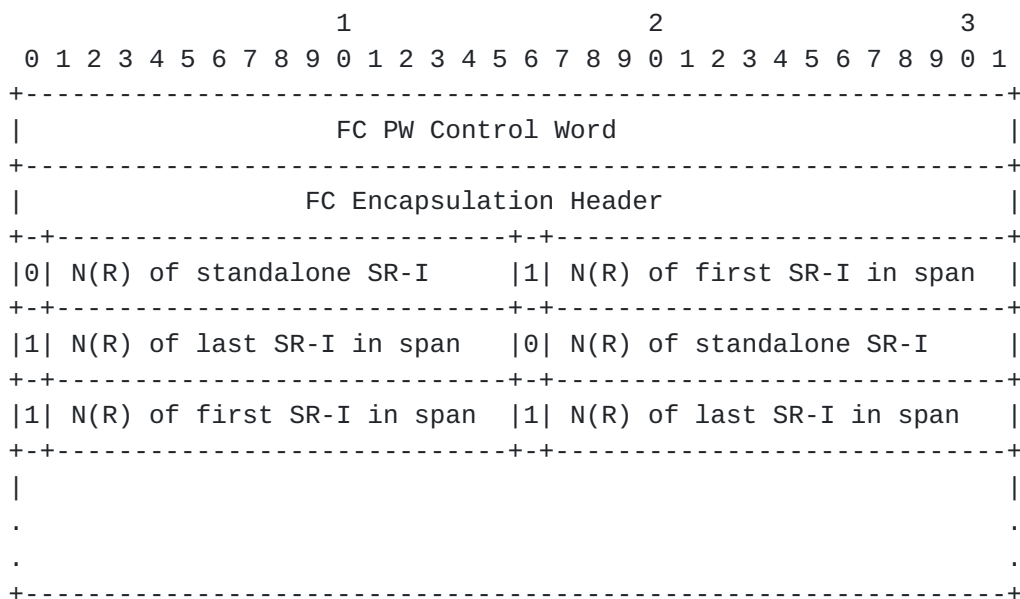 1                   2                   3
 0 1 2 3 4 5 6 7 8 9 0 1 2 3 4 5 6 7 8 9 0 1 2 3 4 5 6 7 8 9 0 1
+---------------------------------------------------------------+
|                    FC PW Control Word                         |
+---------------------------------------------------------------+
|                  FC Encapsulation Header                      |
+-+-----------------------------+-+-----------------------------+
|0| N(R) of standalone SR-I     |1| N(R) of first SR-I in span  |
+-+-----------------------------+-+-----------------------------+
|1| N(R) of last SR-I in span   |0| N(R) of standalone SR-I     |
+-+-----------------------------+-+-----------------------------+
|1| N(R) of first SR-I in span  |1| N(R) of last SR-I in span   |
+-+-----------------------------+-+-----------------------------+
|                                                               |
.                                                               .
.                                                               .
+---------------------------------------------------------------+